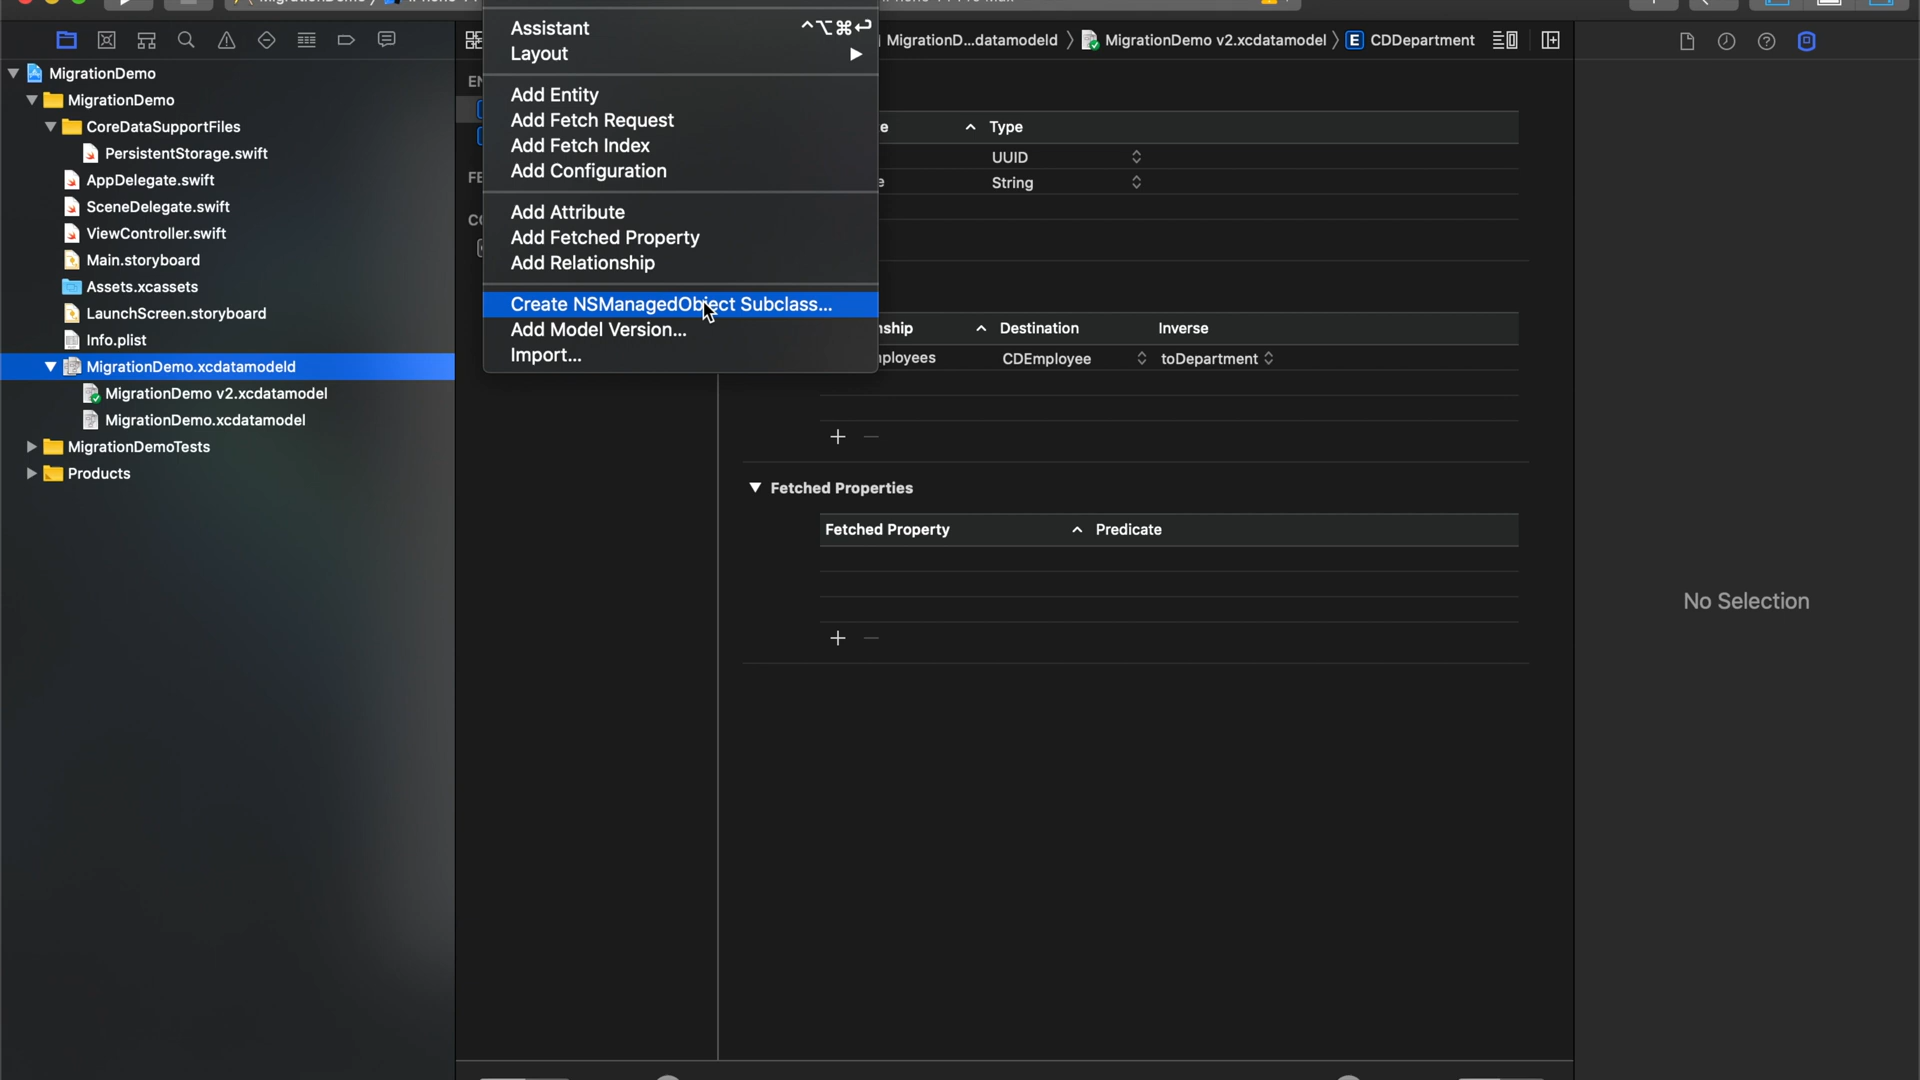 Assistant ^⌥⌘↩
Layout ▶
MigrationD...datamodeld 〉 MigrationDemo v2.xcdatamodel 〉 E CDDepartment
MigrationDemo
MigrationDemo
CoreDataSupportFiles
PersistentStorage.swift
AppDelegate.swift
SceneDelegate.swift
ViewController.swift
Main.storyboard
Assets.xcassets
LaunchScreen.storyboard
Info.plist
MigrationDemo.xcdatamodeld
MigrationDemo v2.xcdatamodel
MigrationDemo.xcdatamodel
MigrationDemoTests
Products
Add Entity
Add Fetch Request
Add Fetch Index
Add Configuration
Add Attribute
Add Fetched Property
Add Relationship
Create NSManagedObject Subclass...
Add Model Version...
Import...
Type
UUID
String
Destination Inverse
CDEmployee toDepartment
Fetched Properties
Fetched Property Predicate
No Selection